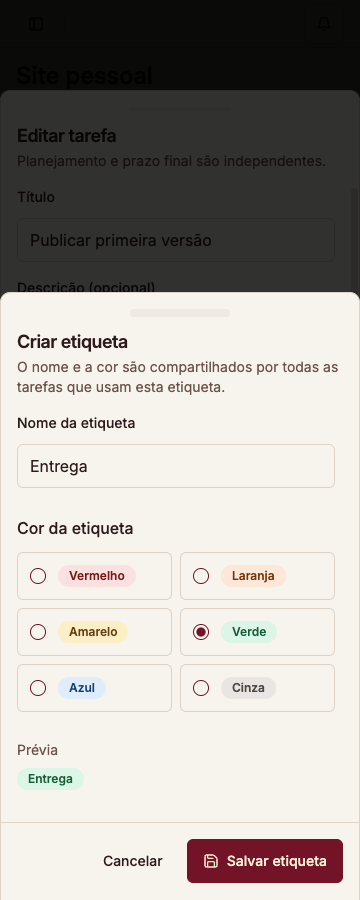 Site pessoal
Editar tarefa
Planejamento e prazo final são independentes.
Título
Publicar primeira versão
Descrição (opcional)
Criar etiqueta
O nome e a cor são compartilhados por todas as
tarefas que usam esta etiqueta.
Nome da etiqueta
Entrega
Cor da etiqueta
Vermelho
Laranja
Amarelo
Verde
Azul
Cinza
Prévia
Entrega
Cancelar
Salvar etiqueta